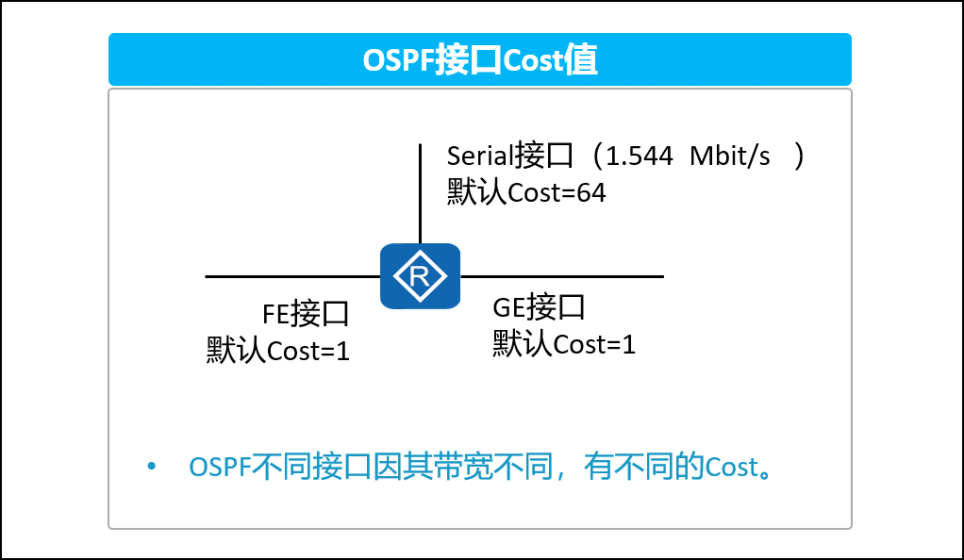 OSPF接口Cost值
Serial接口（1.544 Mbit/s ）
默认Cost=64
R
FE接口
默认Cost=1
GE接口
默认Cost=1
• OSPF不同接口因其带宽不同，有不同的Cost。